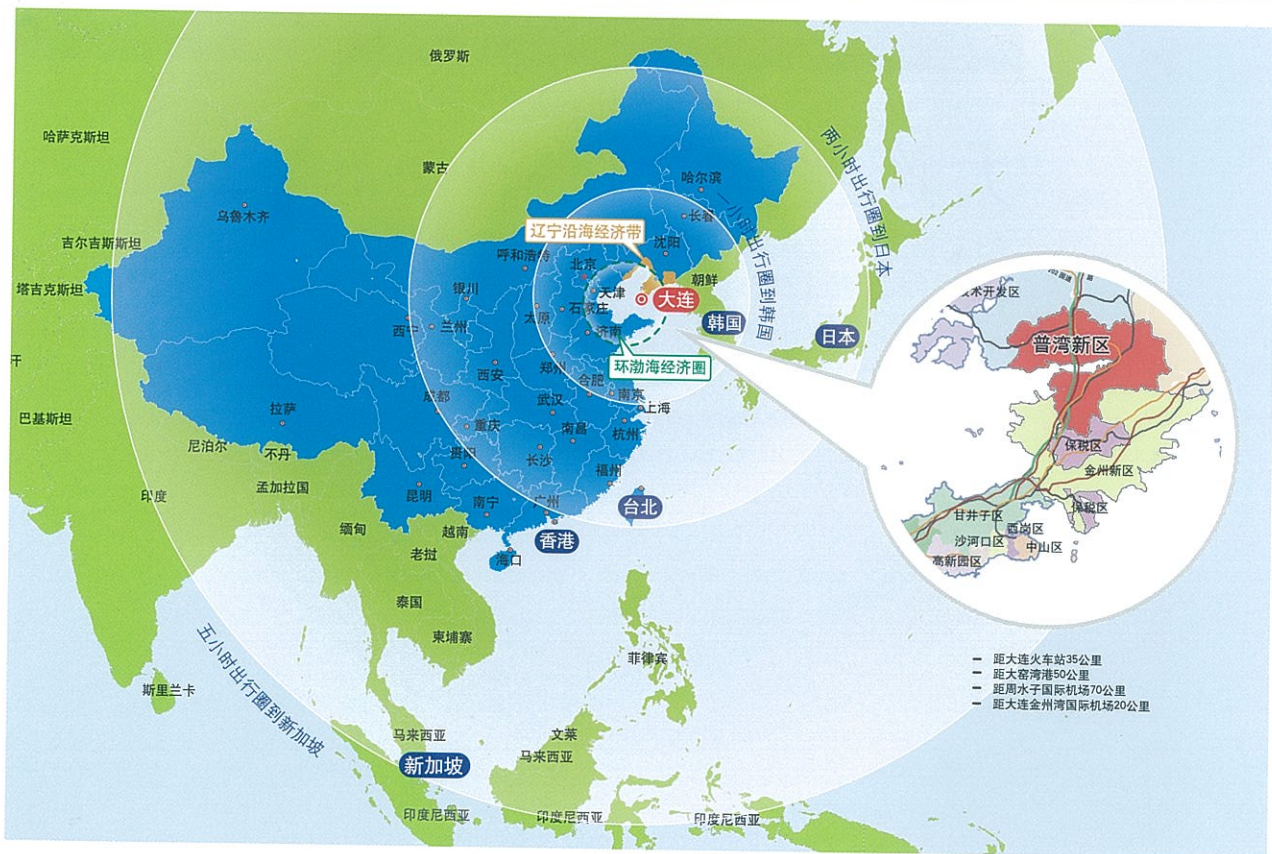 俄罗斯
哈萨克斯坦
蒙古
两小时出行圈到日本
哈尔滨
一小时出行圈到韩国
长春
乌鲁木齐
辽宁沿海经济带
沈阳
吉尔吉斯斯坦
呼和浩特
北京
朝鲜
塔吉克斯坦
银川
天津
大连
石家庄
太原
韩国
日本
西宁
兰州
济南
汗
环渤海经济圈
郑州
西安
合肥
成都
武汉
南京
上海
巴基斯坦
拉萨
重庆
南昌
杭州
尼泊尔
不丹
贵阳
长沙
福州
孟加拉国
印度
昆明
南宁
广州
台北
缅甸
越南
香港
老挝
海口
泰国
柬埔寨
菲律宾
斯里兰卡
五小时出行圈到新加坡
马来西亚
文莱
马来西亚
新加坡
印度尼西亚
印度尼西亚
印度尼西亚
术开发区
普湾新区
保税区
金州新区
保税区
甘井子区
西岗区
沙河口区
中山区
高新园区
距大连火车站35公里
距大窑湾港50公里
距周水子国际机场70公里
距大连金州湾国际机场20公里